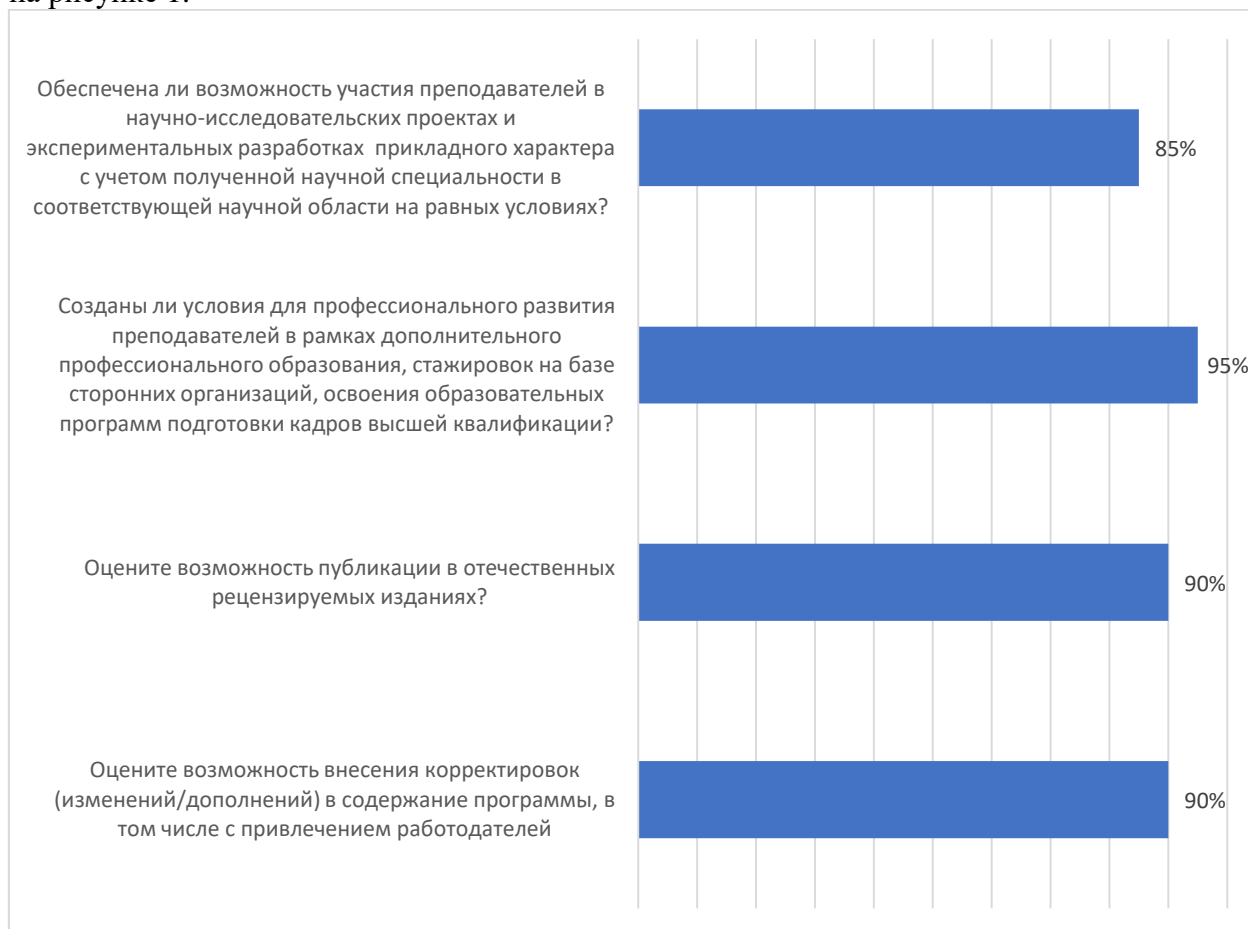 на рисунке 1.
Обеспечена ли возможность участия преподавателей в
научно-исследовательских проектах и
экспериментальных разработках прикладного характера
с учетом полученной научной специальности в
соответствующей научной области на равных условиях?
85%
Созданы ли условия для профессионального развития
преподавателей в рамках дополнительного
профессионального образования, стажировок на базе
сторонних организаций, освоения образовательных
программ подготовки кадров высшей квалификации?
95%
Оцените возможность публикации в отечественных
рецензируемых изданиях?
90%
Оцените возможность внесения корректировок
(изменений/дополнений) в содержание программы, в
том числе с привлечением работодателей
90%